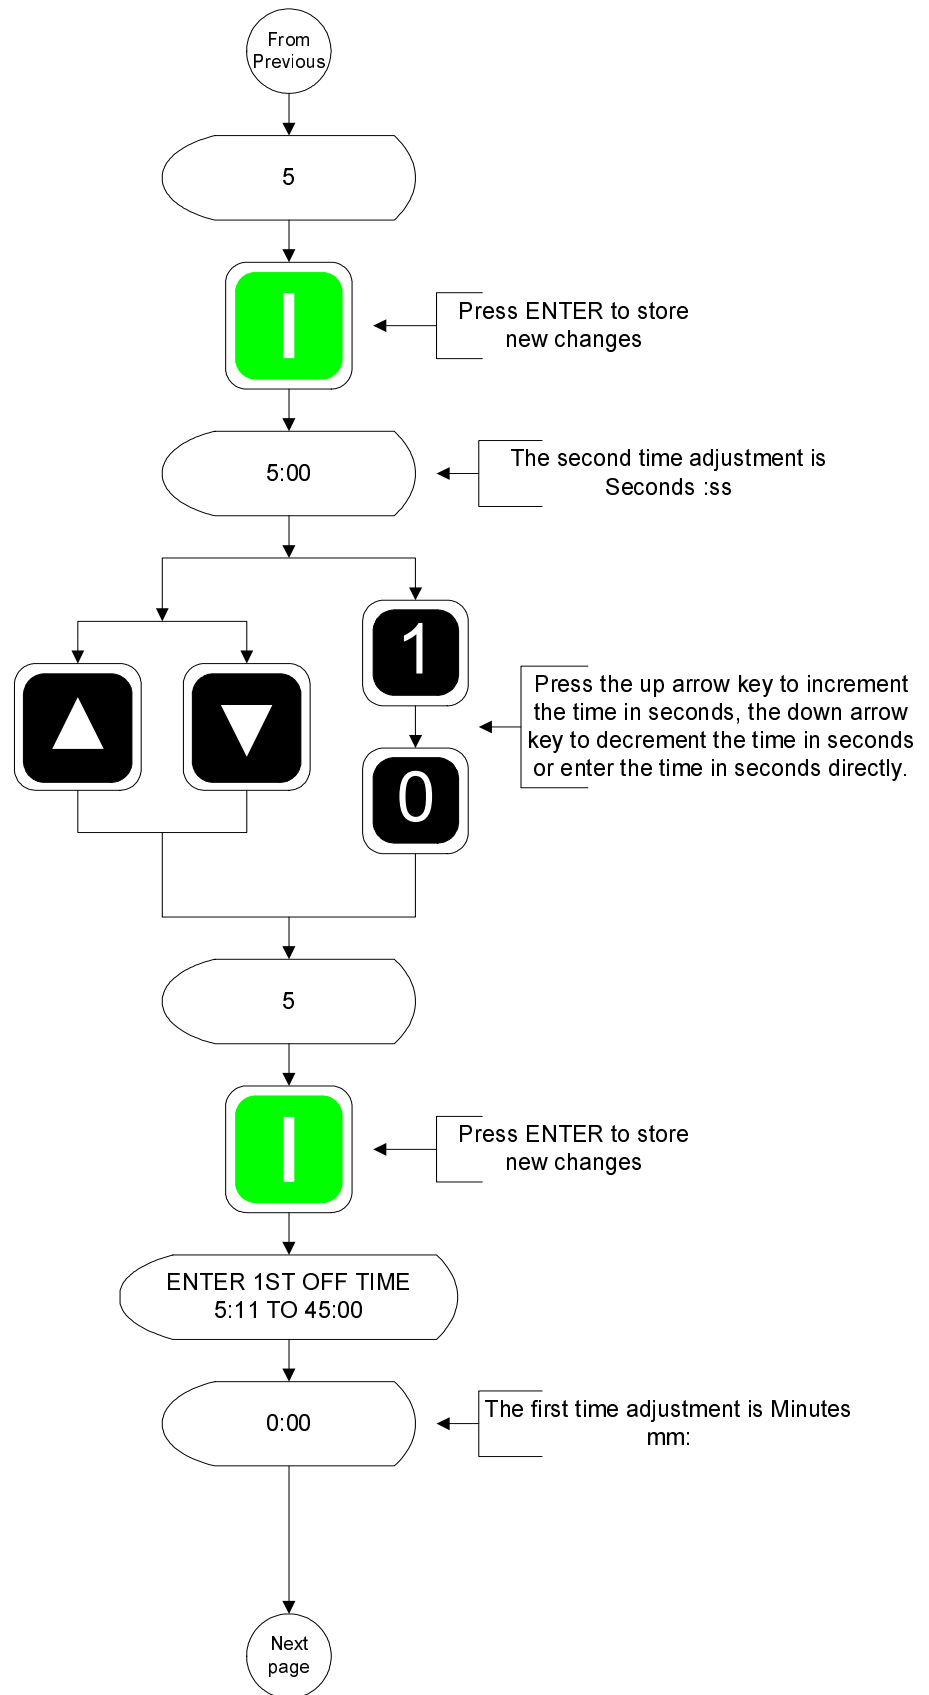 From
Previous
5
Press ENTER to store
new changes
5:00
The second time adjustment is
Seconds :ss
1
0
Press the up arrow key to increment
the time in seconds, the down arrow
key to decrement the time in seconds
or enter the time in seconds directly.
5
Press ENTER to store
new changes
ENTER 1ST OFF TIME
5:11 TO 45:00
0:00
The first time adjustment is Minutes
mm:
Next
page